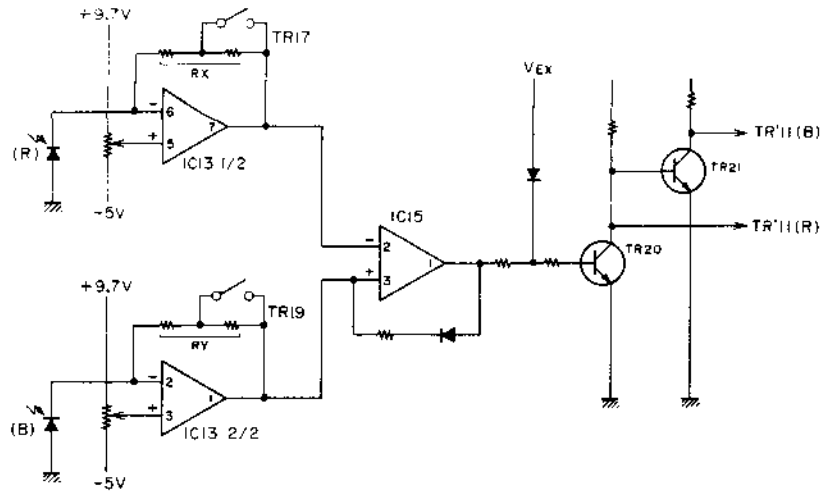 +9.7V
TR17
RX
VEX
−
6
7
+
5
(R)
IC13 1/2
TR'11(B)
TR21
−5V
IC15
TR'11(R)
−
2
1
+
3
TR20
+9.7V
TR19
RY
−
2
1
+
3
(B)
IC13 2/2
−5V